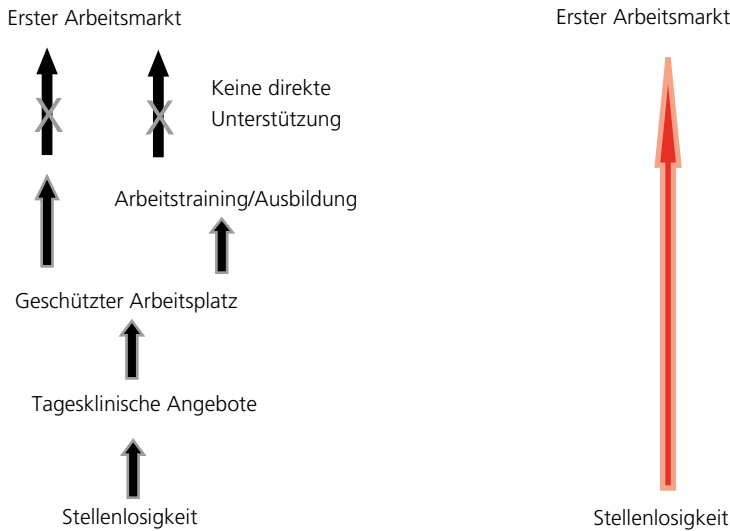 Erster Arbeitsmarkt
Keine direkte
Unterstützung
Arbeitstraining/Ausbildung
Geschützter Arbeitsplatz
Tagesklinische Angebote
Stellenlosigkeit
Erster Arbeitsmarkt
Stellenlosigkeit